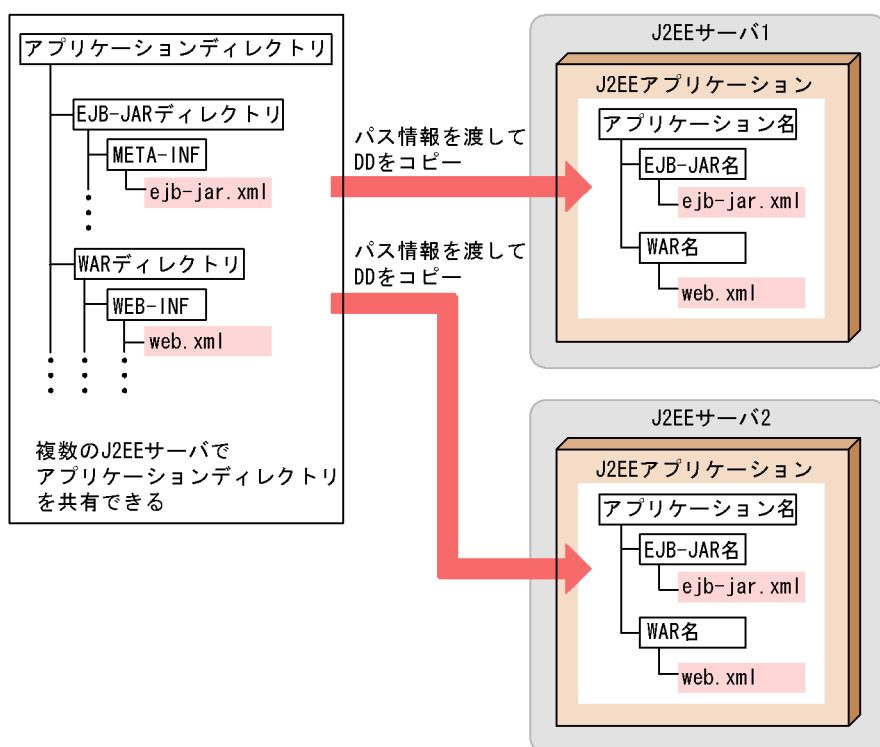 アプリケーションディレクトリ
EJB-JARディレクトリ
META-INF
ejb-jar.xml
WARディレクトリ
WEB-INF
web.xml
複数のJ2EEサーバで
アプリケーションディレクトリ
を共有できる
パス情報を渡して
DDをコピー
パス情報を渡して
DDをコピー
J2EEサーバ1
J2EEアプリケーション
アプリケーション名
EJB-JAR名
ejb-jar.xml
WAR名
web.xml
J2EEサーバ2
J2EEアプリケーション
アプリケーション名
EJB-JAR名
ejb-jar.xml
WAR名
web.xml